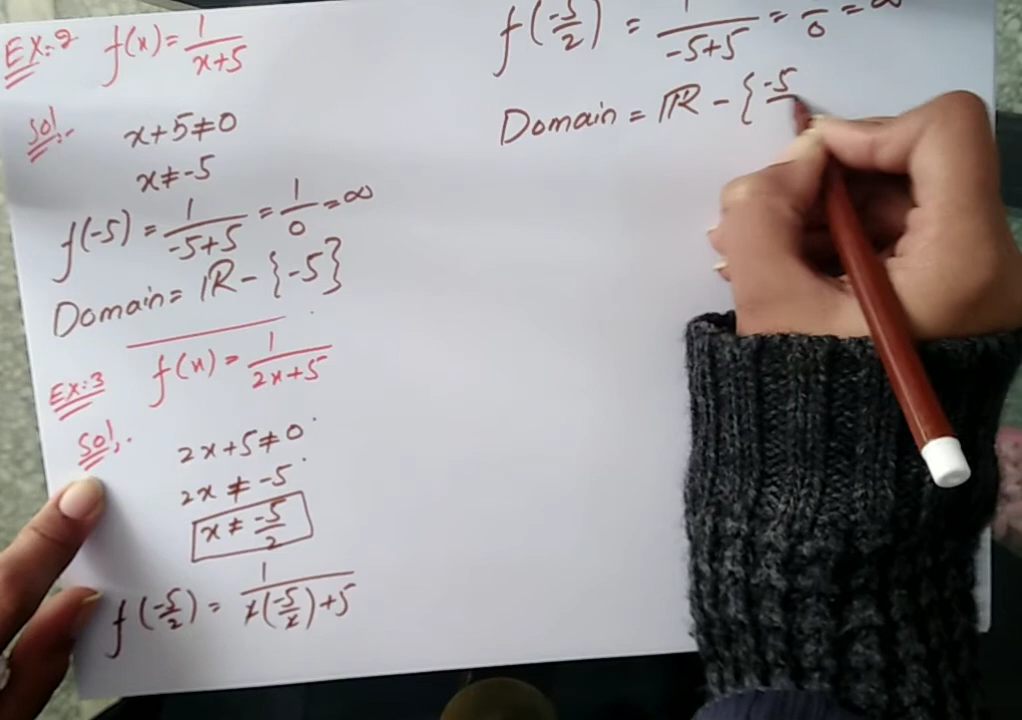 EX:2 f(x) = 1/(x+5)
Sol.
x+5≠0
x≠-5
f(-5) = 1/(-5+5) = 1/0 = ∞
Domain = ℝ - {-5}
EX:3 f(x) = 1/(2x+5)
Sol.
2x+5≠0
2x≠-5
x≠-5/2
f(-5/2) = 1/(2(-5/2)+5)
f(-5/2) = 1/(-5+5) = 1/0 = ∞
Domain = ℝ - {-5